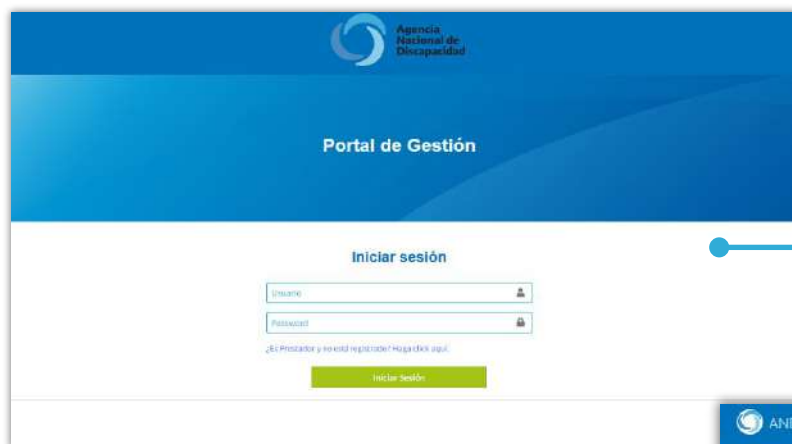 Agencia
Nacional de
Discapacidad
Portal de Gestión
Iniciar sesión
Usuario
Password
¿Es Prestador y no está registrado? Haga click aquí.
Iniciar Sesión